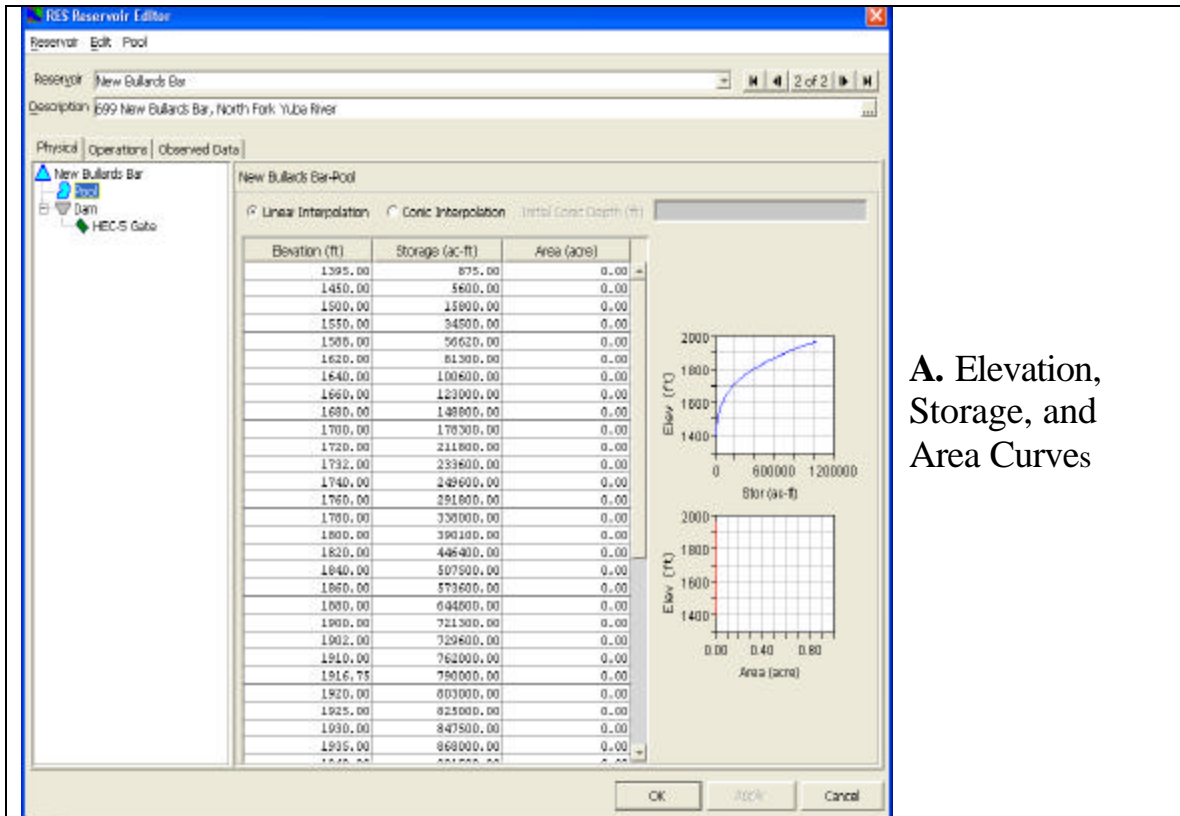 RES Reservoir Editor
Reservoir Edit Pool
Reservoir New Bullards Bar 2 of 2
Description 699 New Bullards Bar, North Fork Yuba River ...
Physical Operations Observed Data
New Bullards Bar
Pool
Dam
HEC-5 Gate
New Bullards Bar-Pool
Linear Interpolation Conic Interpolation Initial Conic Depth (ft)
Elevation (ft) Storage (ac-ft) Area (acre)
1395.00 875.00 0.00
1450.00 5600.00 0.00
1500.00 15800.00 0.00
1550.00 34500.00 0.00
1588.00 56620.00 0.00
1620.00 81300.00 0.00
1640.00 100600.00 0.00
1660.00 123000.00 0.00
1680.00 148800.00 0.00
1700.00 178300.00 0.00
1720.00 211800.00 0.00
1732.00 233600.00 0.00
1740.00 249600.00 0.00
1760.00 291800.00 0.00
1780.00 338000.00 0.00
1800.00 390100.00 0.00
1820.00 446400.00 0.00
1840.00 507500.00 0.00
1860.00 573600.00 0.00
1880.00 644800.00 0.00
1900.00 721300.00 0.00
1902.00 729600.00 0.00
1910.00 762000.00 0.00
1916.75 790000.00 0.00
1920.00 803000.00 0.00
1925.00 825000.00 0.00
1930.00 847500.00 0.00
1935.00 868000.00 0.00
2000
1800
1600
1400
Elev (ft)
0 600000 1200000
Stor (ac-ft)
2000
1800
1600
1400
Elev (ft)
0.00 0.40 0.80
Area (acre)
OK Apply Cancel
A. Elevation,
Storage, and
Area Curves